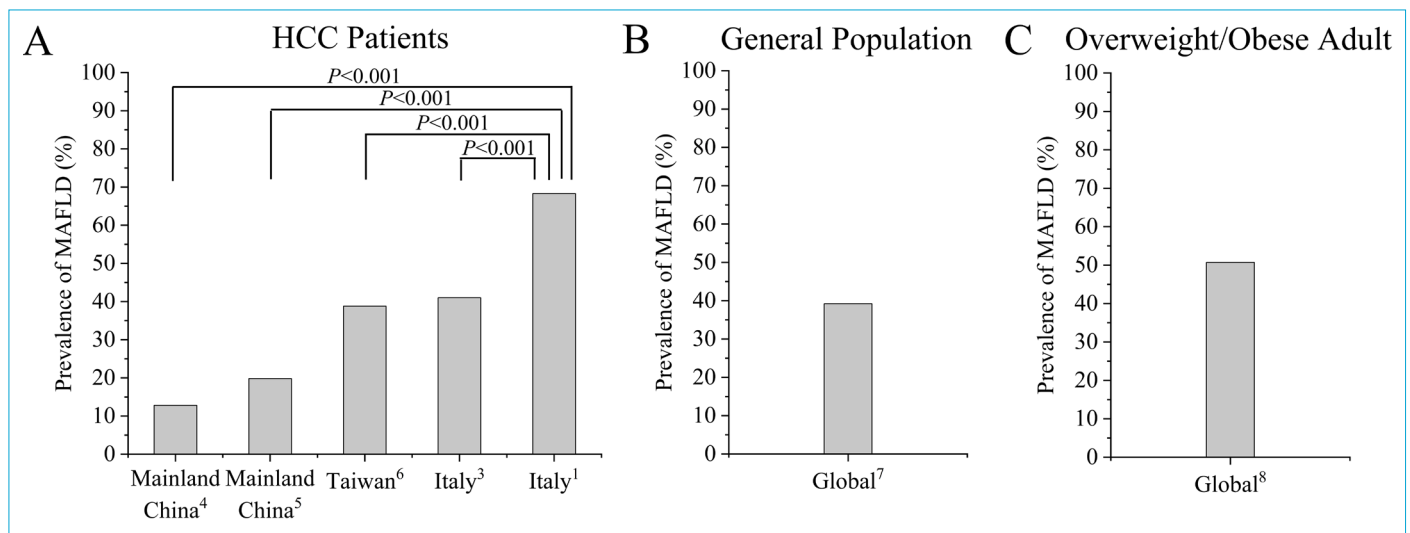 A
HCC Patients
Prevalence of MAFLD (%)
100
90
80
70
60
50
40
30
20
10
0
P<0.001
P<0.001
P<0.001
P<0.001
Mainland China⁴
Mainland China⁵
Taiwan⁶
Italy³
Italy¹
B
General Population
Prevalence of MAFLD (%)
100
90
80
70
60
50
40
30
20
10
0
Global⁷
C
Overweight/Obese Adult
Prevalence of MAFLD (%)
100
90
80
70
60
50
40
30
20
10
0
Global⁸